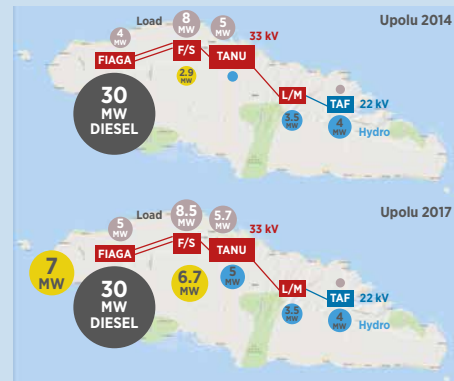 Upolu 2014
Load
4
MW
8
MW
5
MW
33 kV
FIAGA
F/S
TANU
2.9
MW
30
MW
DIESEL
L/M
TAF
22 kV
3.5
MW
4
MW
Hydro
Upolu 2017
Load
5
MW
8.5
MW
5.7
MW
33 kV
FIAGA
F/S
TANU
7
MW
6.7
MW
5
MW
30
MW
DIESEL
L/M
TAF
22 kV
3.5
MW
4
MW
Hydro